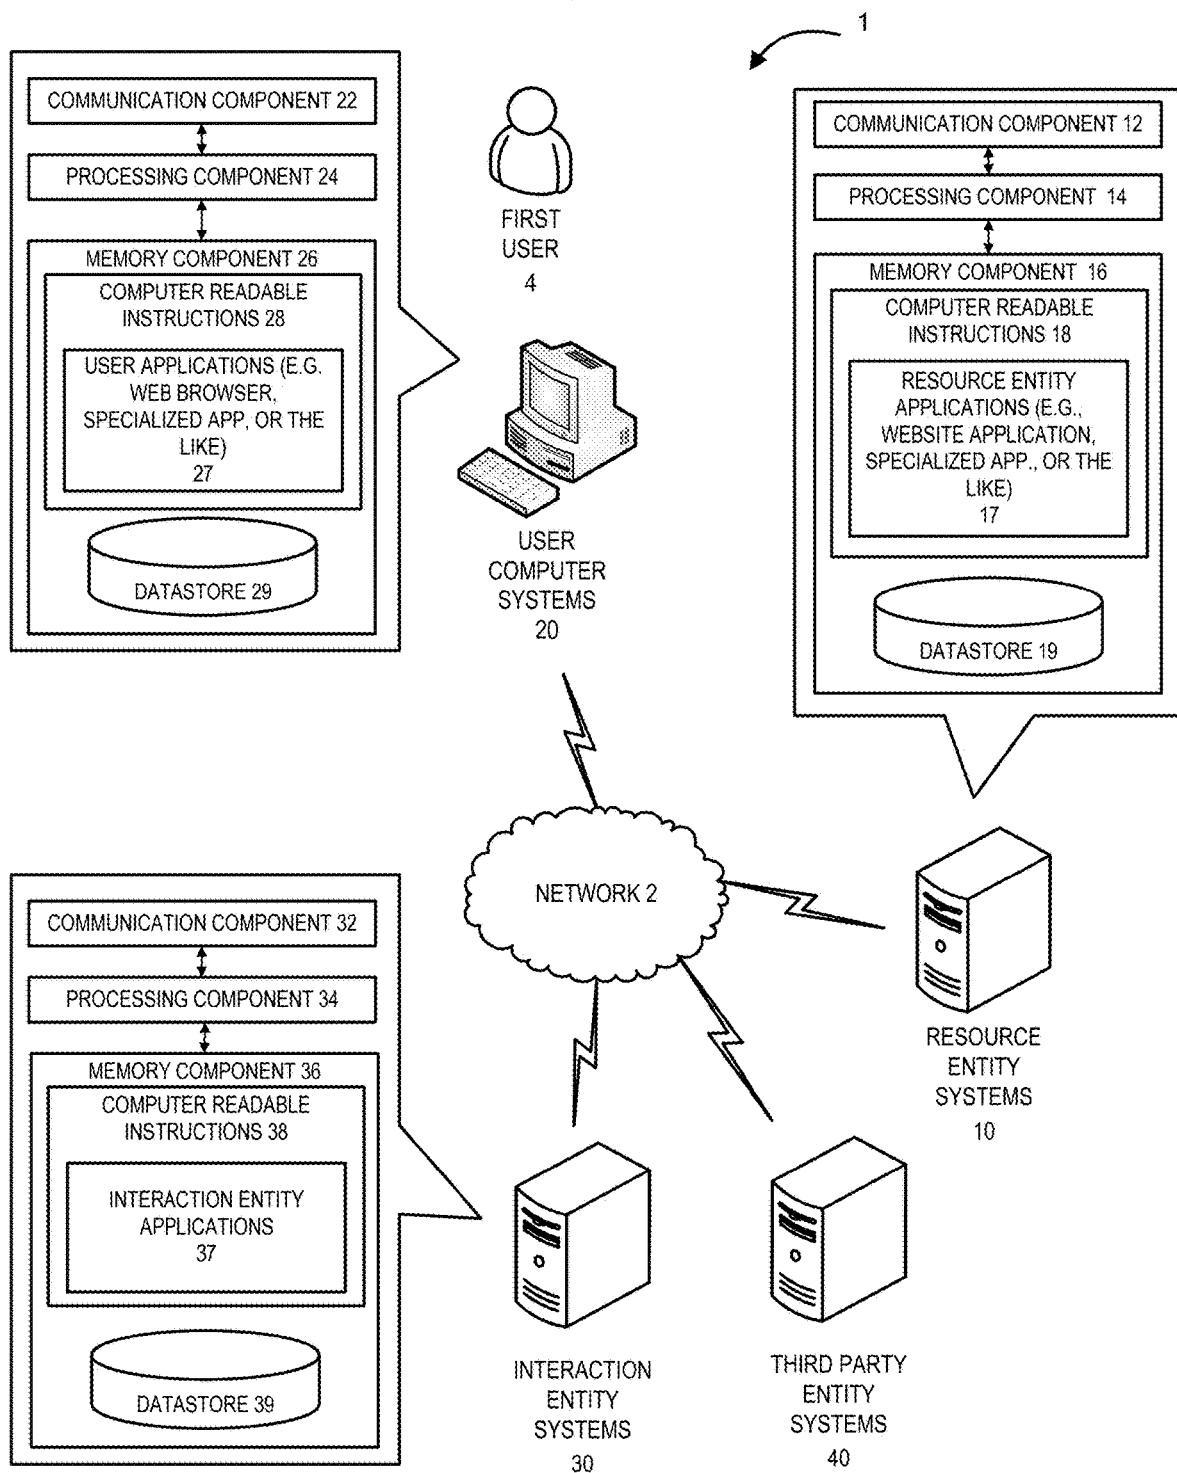 1
COMMUNICATION COMPONENT 22
PROCESSING COMPONENT 24
MEMORY COMPONENT 26
COMPUTER READABLE
INSTRUCTIONS 28
USER APPLICATIONS (E.G.
WEB BROWSER,
SPECIALIZED APP, OR THE
LIKE)
27
DATASTORE 29
FIRST
USER
4
USER
COMPUTER
SYSTEMS
20
COMMUNICATION COMPONENT 12
PROCESSING COMPONENT 14
MEMORY COMPONENT 16
COMPUTER READABLE
INSTRUCTIONS 18
RESOURCE ENTITY
APPLICATIONS (E.G.,
WEBSITE APPLICATION,
SPECIALIZED APP., OR THE
LIKE)
17
DATASTORE 19
NETWORK 2
RESOURCE
ENTITY
SYSTEMS
10
COMMUNICATION COMPONENT 32
PROCESSING COMPONENT 34
MEMORY COMPONENT 36
COMPUTER READABLE
INSTRUCTIONS 38
INTERACTION ENTITY
APPLICATIONS
37
DATASTORE 39
INTERACTION
ENTITY
SYSTEMS
30
THIRD PARTY
ENTITY
SYSTEMS
40